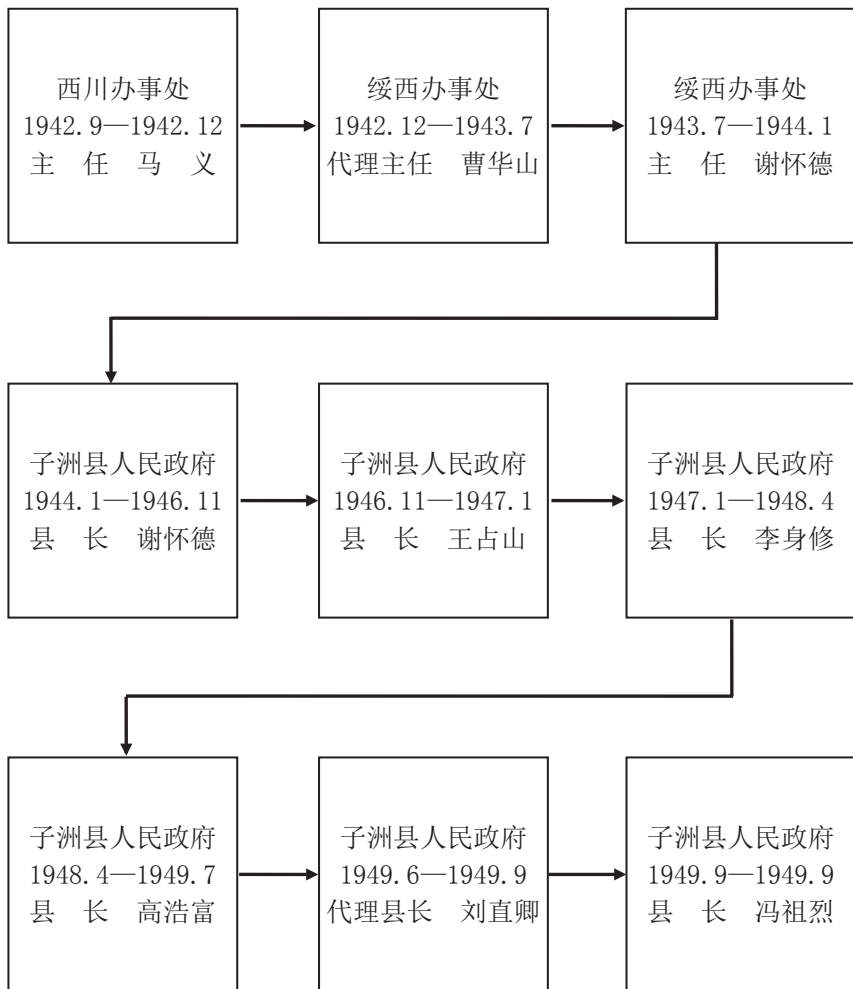 西川办事处
1942.9—1942.12
主　任　马　义
绥西办事处
1942.12—1943.7
代理主任　曹华山
绥西办事处
1943.7—1944.1
主　任　谢怀德
子洲县人民政府
1944.1—1946.11
县　长　谢怀德
子洲县人民政府
1946.11—1947.1
县　长　王占山
子洲县人民政府
1947.1—1948.4
县　长　李身修
子洲县人民政府
1948.4—1949.7
县　长　高浩富
子洲县人民政府
1949.6—1949.9
代理县长　刘直卿
子洲县人民政府
1949.9—1949.9
县　长　冯祖烈